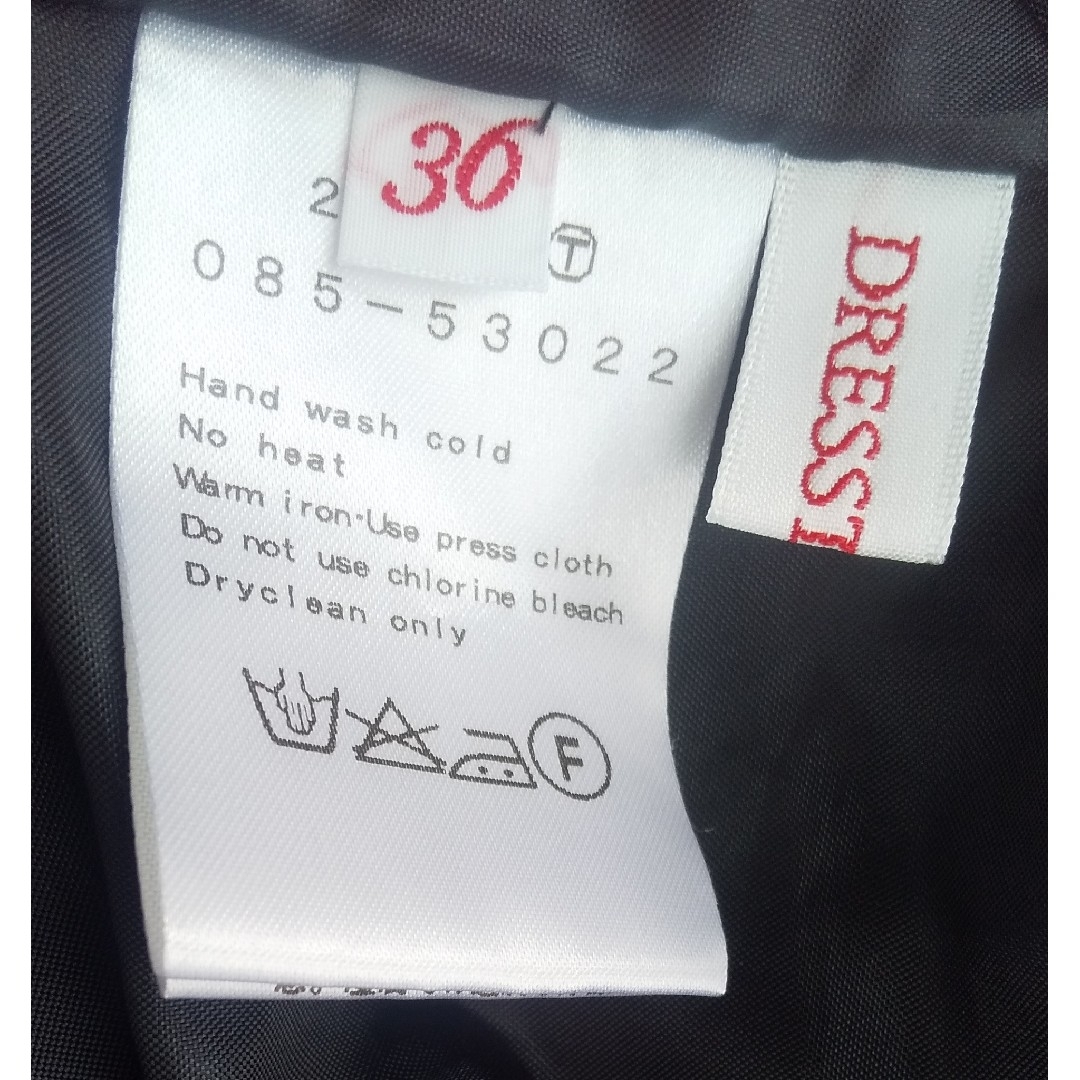 36
2
T
085-53022
Hand wash cold
No heat
Warm iron·Use press cloth
Do not use chlorine bleach
Dryclean only
F
DRESST